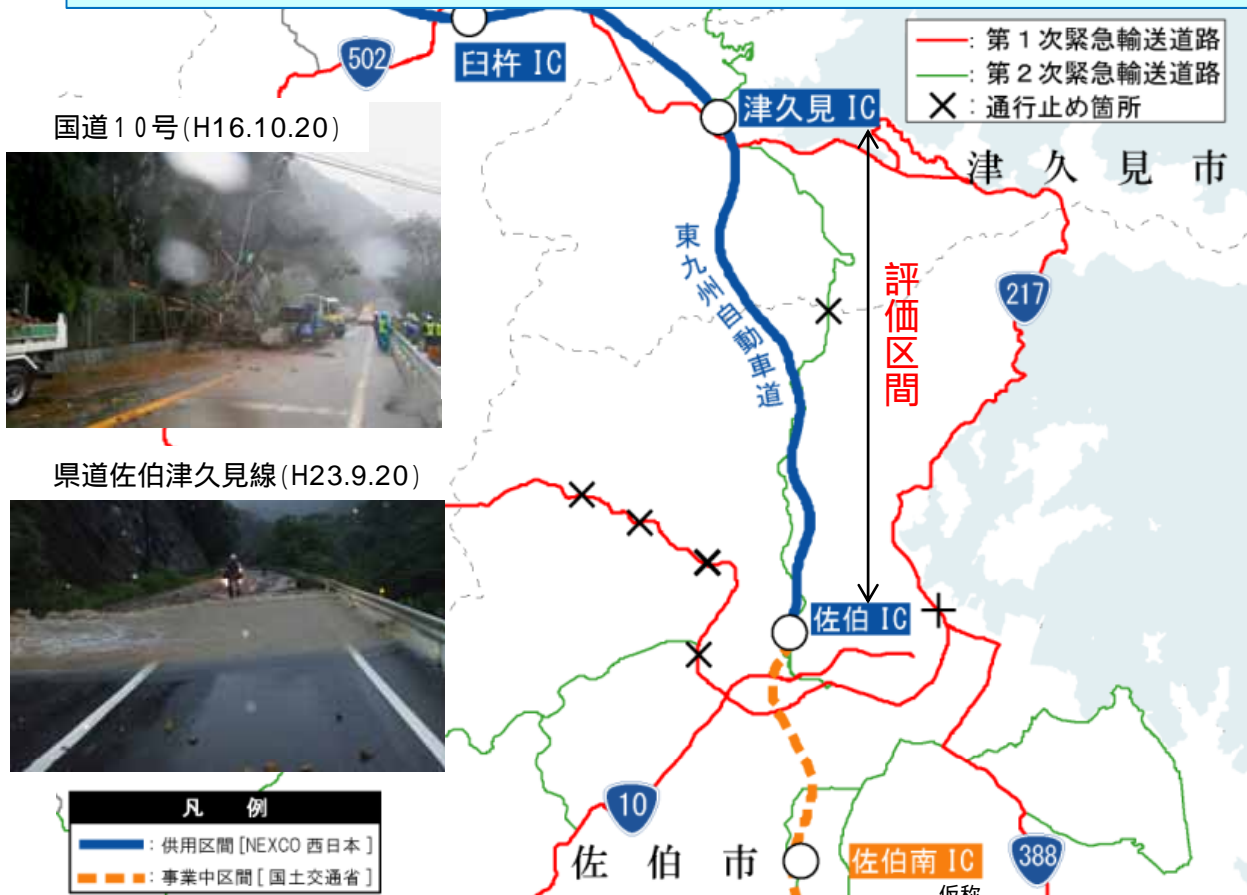 502
臼杵 IC
: 第1次緊急輸送道路
: 第2次緊急輸送道路
: 通行止め箇所
国道10号(H16.10.20)
津久見 IC
津久見市
東九州自動車道
評価区間
217
県道佐伯津久見線(H23.9.20)
佐伯 IC
凡 例
: 供用区間[NEXCO 西日本]
: 事業中区間[国土交通省]
10
佐伯市
佐伯南 IC
388
仮称